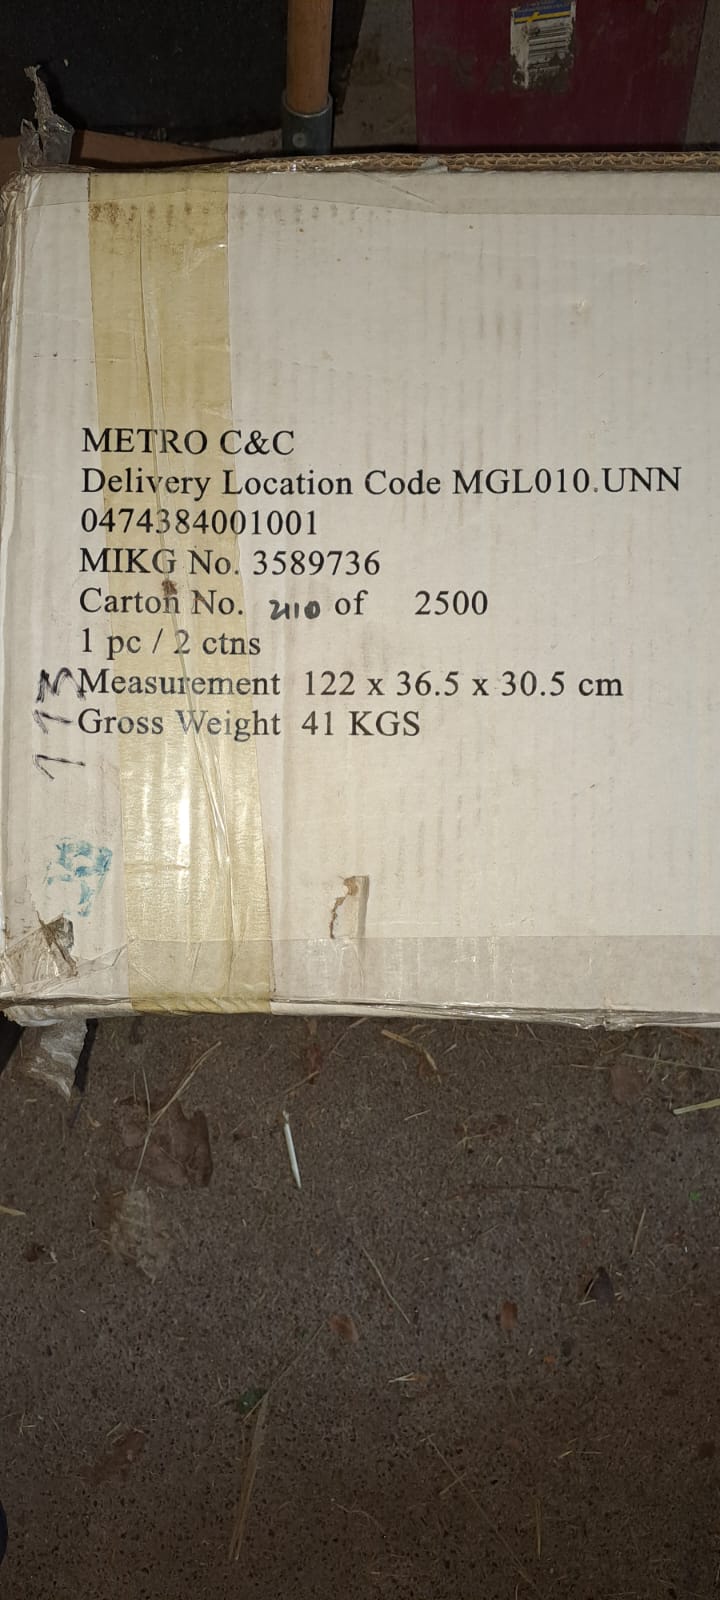 METRO C&C
Delivery Location Code MGL010.UNN
0474384001001
MIKG No. 3589736
Carton No. 2110 of 2500
1 pc / 2 ctns
Measurement 122 x 36.5 x 30.5 cm
Gross Weight 41 KGS